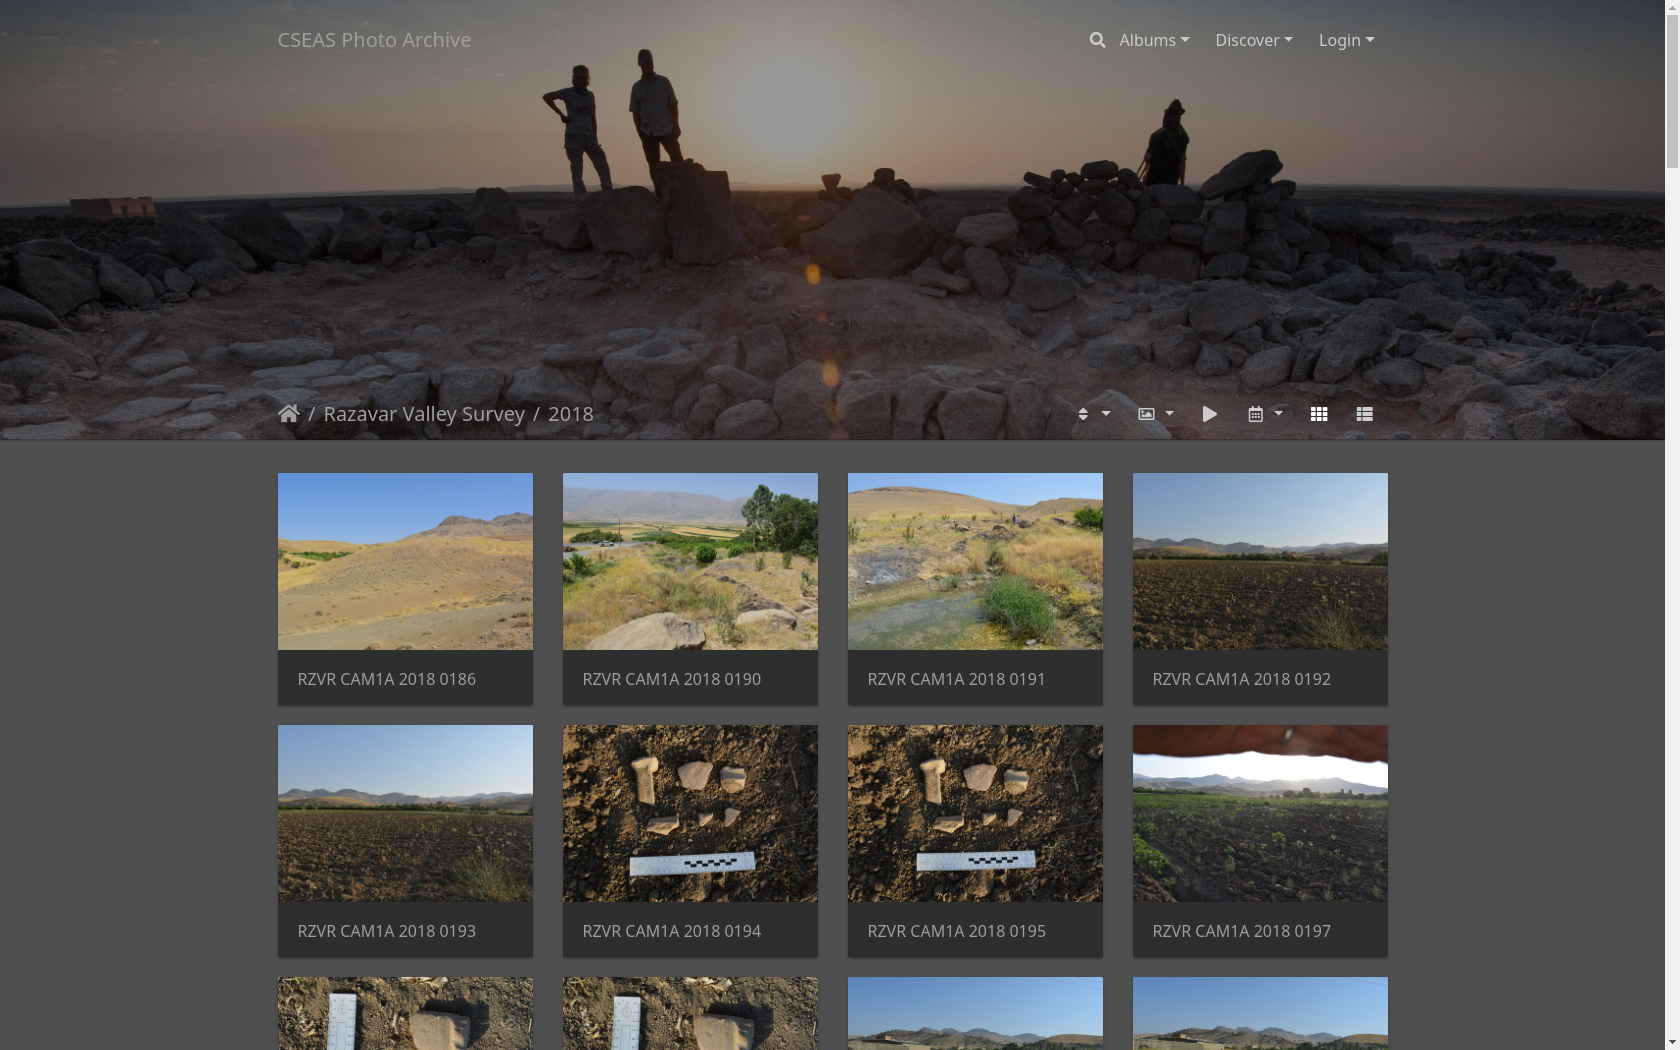 CSEAS Photo Archive
Albums
Discover
Login
/ Razavar Valley Survey / 2018
RZVR CAM1A 2018 0186
RZVR CAM1A 2018 0190
RZVR CAM1A 2018 0191
RZVR CAM1A 2018 0192
RZVR CAM1A 2018 0193
RZVR CAM1A 2018 0194
RZVR CAM1A 2018 0195
RZVR CAM1A 2018 0197